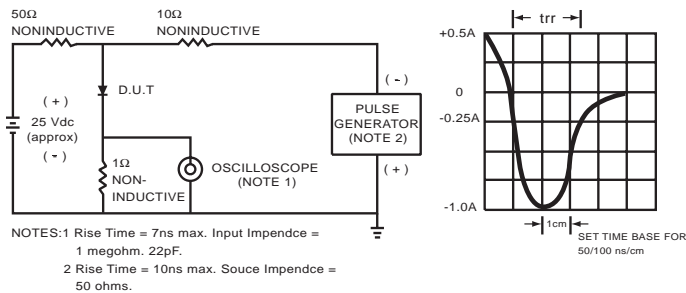 50Ω
NONINDUCTIVE
10Ω
NONINDUCTIVE
( + )
25 Vdc
(approx)
( - )
D.U.T
1Ω
NON-
INDUCTIVE
OSCILLOSCOPE
(NOTE 1)
( - )
PULSE
GENERATOR
(NOTE 2)
( + )
trr
+0.5A
0
-0.25A
-1.0A
1cm
SET TIME BASE FOR
50/100 ns/cm
NOTES:1 Rise Time = 7ns max. Input Impendce =
1 megohm. 22pF.
2 Rise Time = 10ns max. Souce Impendce =
50 ohms.